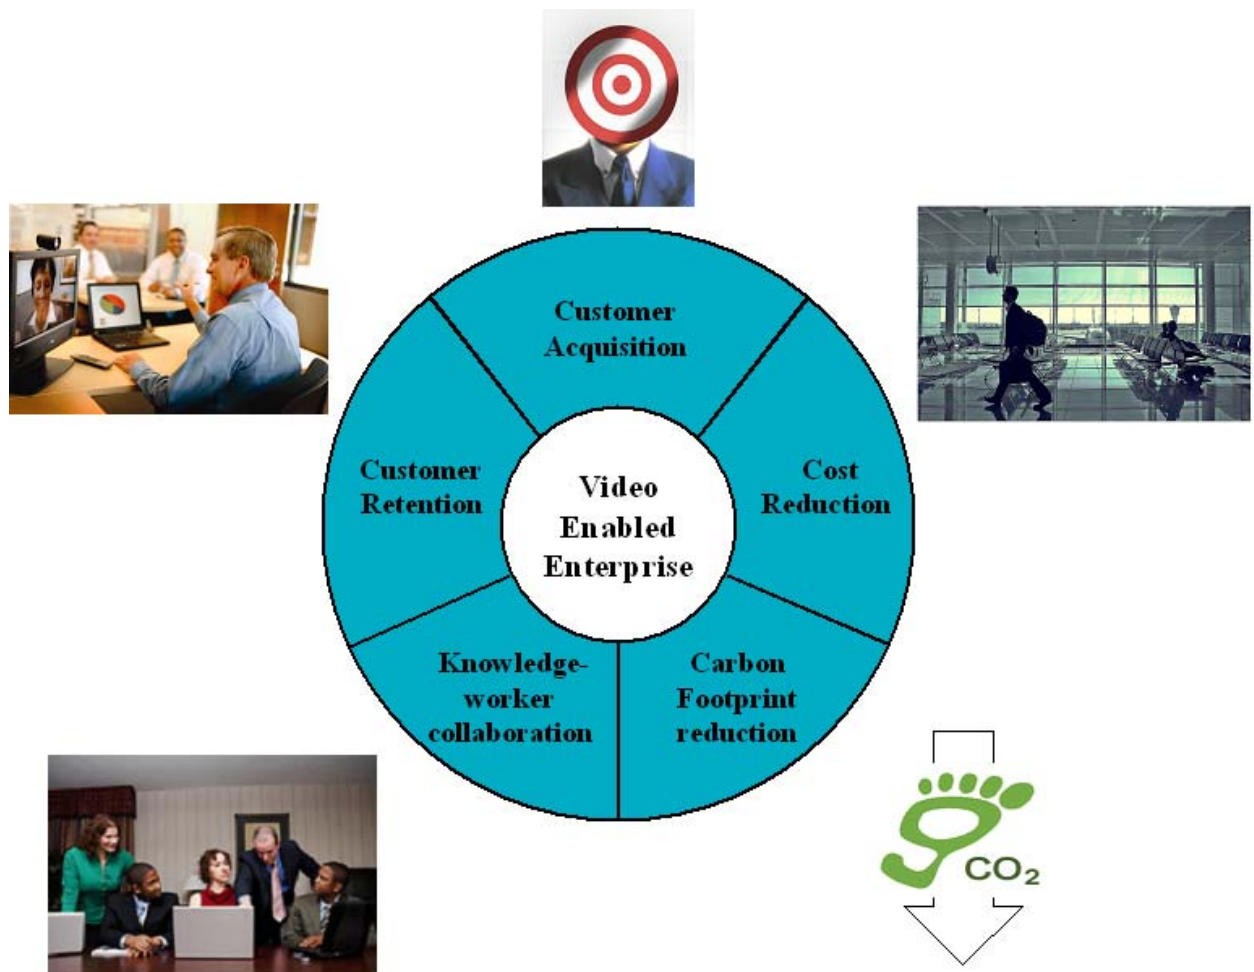 Customer
Acquisition
Customer
Retention
Cost
Reduction
Video
Enabled
Enterprise
Knowledge-
worker
collaboration
Carbon
Footprint
reduction
CO₂